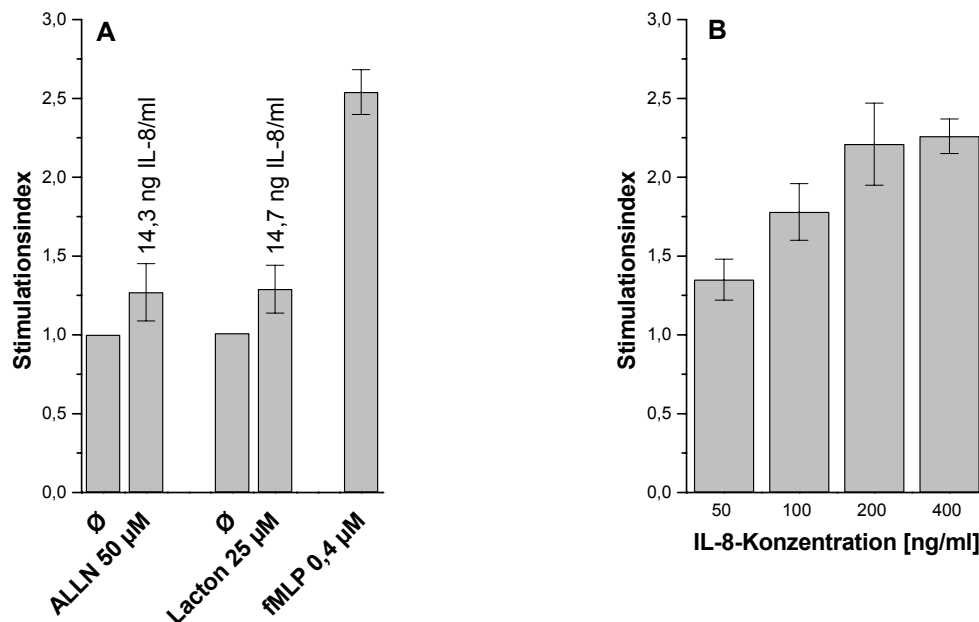 A
Stimulationsindex
3,0
2,5
2,0
1,5
1,0
0,5
0,0
14,3 ng IL-8/ml
14,7 ng IL-8/ml
Ø
ALLN 50 µM
Ø
Lacton 25 µM
fMLP 0,4 µM
B
Stimulationsindex
3,0
2,5
2,0
1,5
1,0
0,5
0,0
50 100 200 400
IL-8-Konzentration [ng/ml]